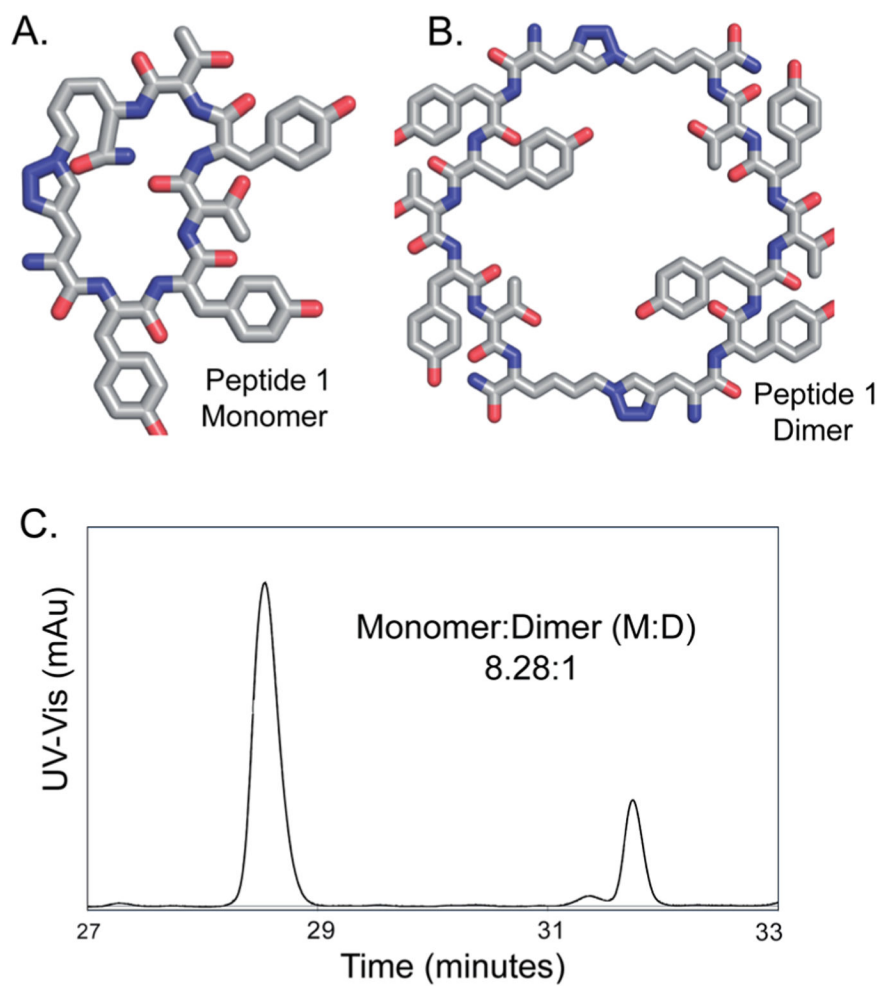 A.
B.
Peptide 1
Monomer
Peptide 1
Dimer
C.
UV-Vis (mAu)
Monomer:Dimer (M:D)
8.28:1
27 29 31 33
Time (minutes)